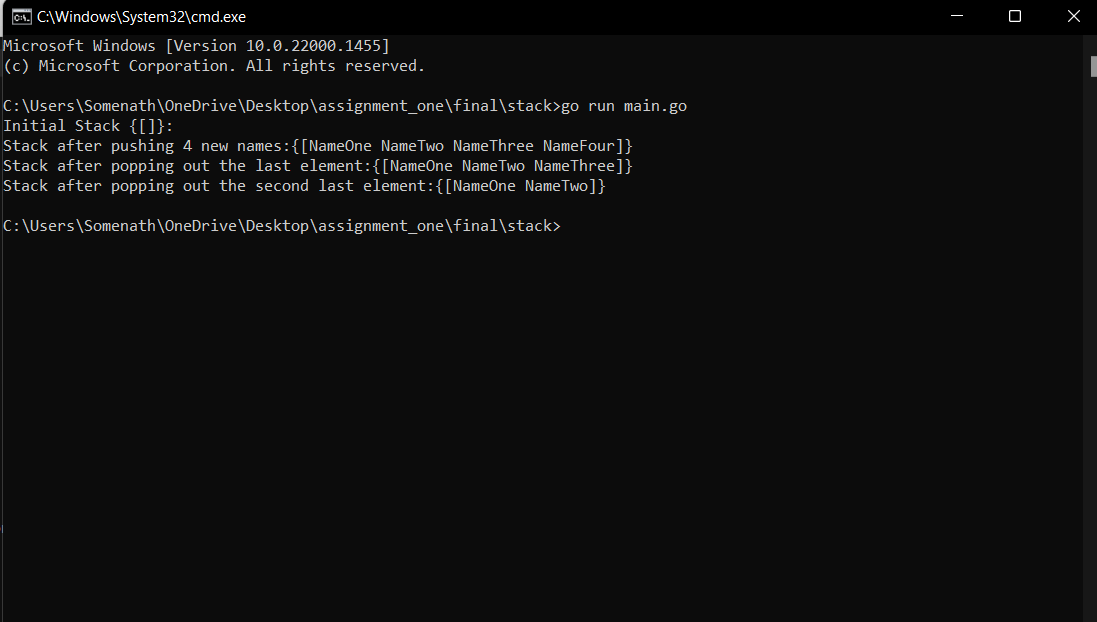 C:\Windows\System32\cmd.exe
Microsoft Windows [Version 10.0.22000.1455]
(c) Microsoft Corporation. All rights reserved.
C:\Users\Somenath\OneDrive\Desktop\assignment_one\final\stack>go run main.go
Initial Stack {[]}:
Stack after pushing 4 new names:{[NameOne NameTwo NameThree NameFour]}
Stack after popping out the last element:{[NameOne NameTwo NameThree]}
Stack after popping out the second last element:{[NameOne NameTwo]}
C:\Users\Somenath\OneDrive\Desktop\assignment_one\final\stack>